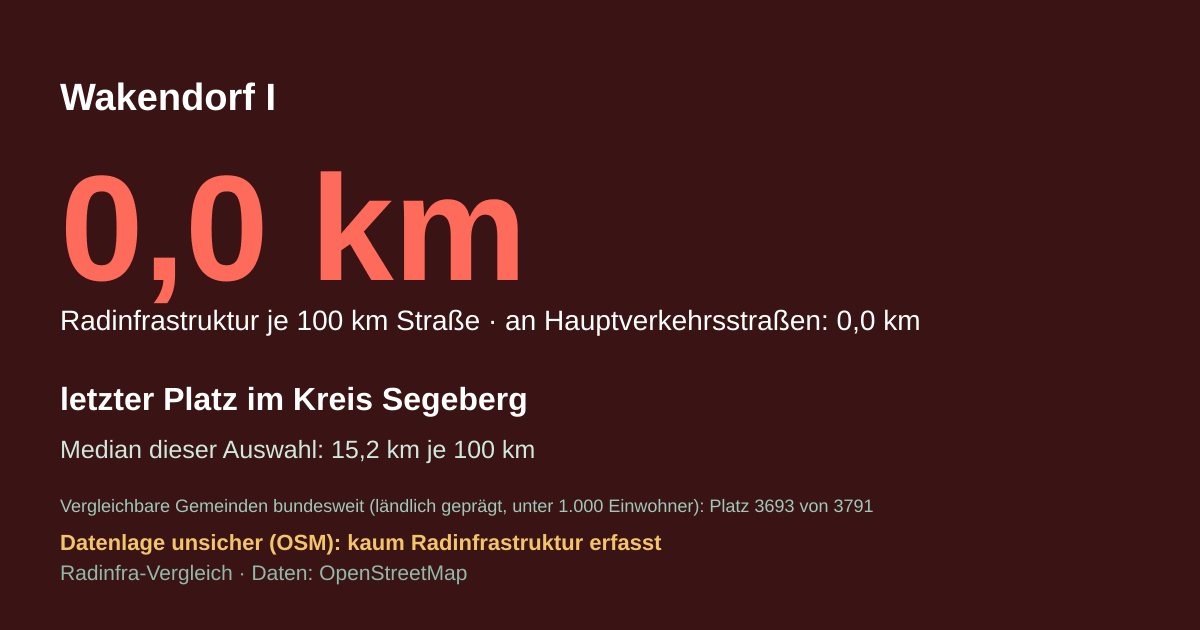 Wakendorf I
0,0 km
Radinfrastruktur je 100 km Straße · an Hauptverkehrsstraßen: 0,0 km
letzter Platz im Kreis Segeberg
Median dieser Auswahl: 15,2 km je 100 km
Vergleichbare Gemeinden bundesweit (ländlich geprägt, unter 1.000 Einwohner): Platz 3693 von 3791
Datenlage unsicher (OSM): kaum Radinfrastruktur erfasst
Radinfra-Vergleich · Daten: OpenStreetMap